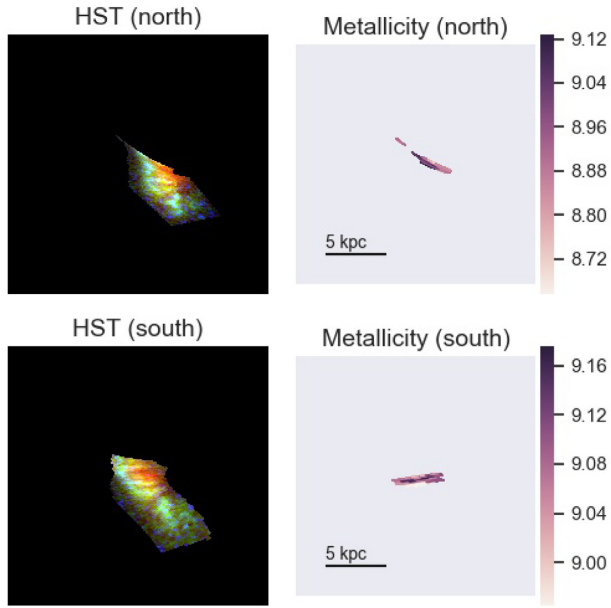 HST (north)
Metallicity (north)
9.12
9.04
8.96
8.88
8.80
8.72
5 kpc
HST (south)
Metallicity (south)
9.16
9.12
9.08
9.04
9.00
5 kpc